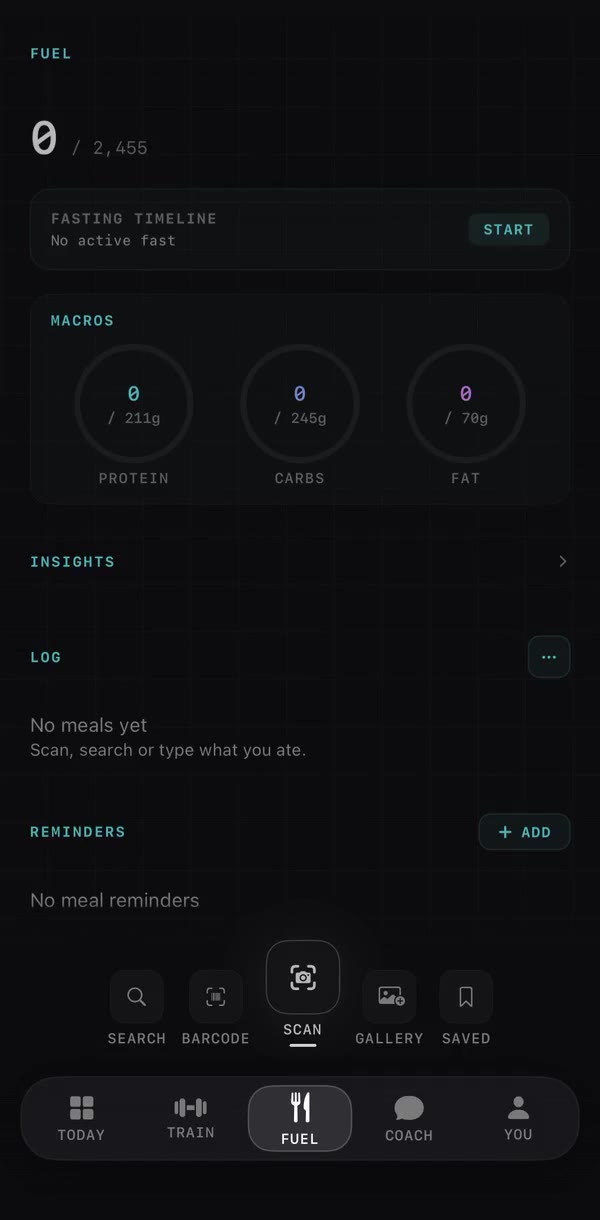 FUEL
0 / 2,455
FASTING TIMELINE
No active fast
START
MACROS
0
/ 211g
PROTEIN
0
/ 245g
CARBS
0
/ 70g
FAT
INSIGHTS
LOG
No meals yet
Scan, search or type what you ate.
REMINDERS
+ ADD
No meal reminders
SEARCH
BARCODE
SCAN
GALLERY
SAVED
TODAY
TRAIN
FUEL
COACH
YOU